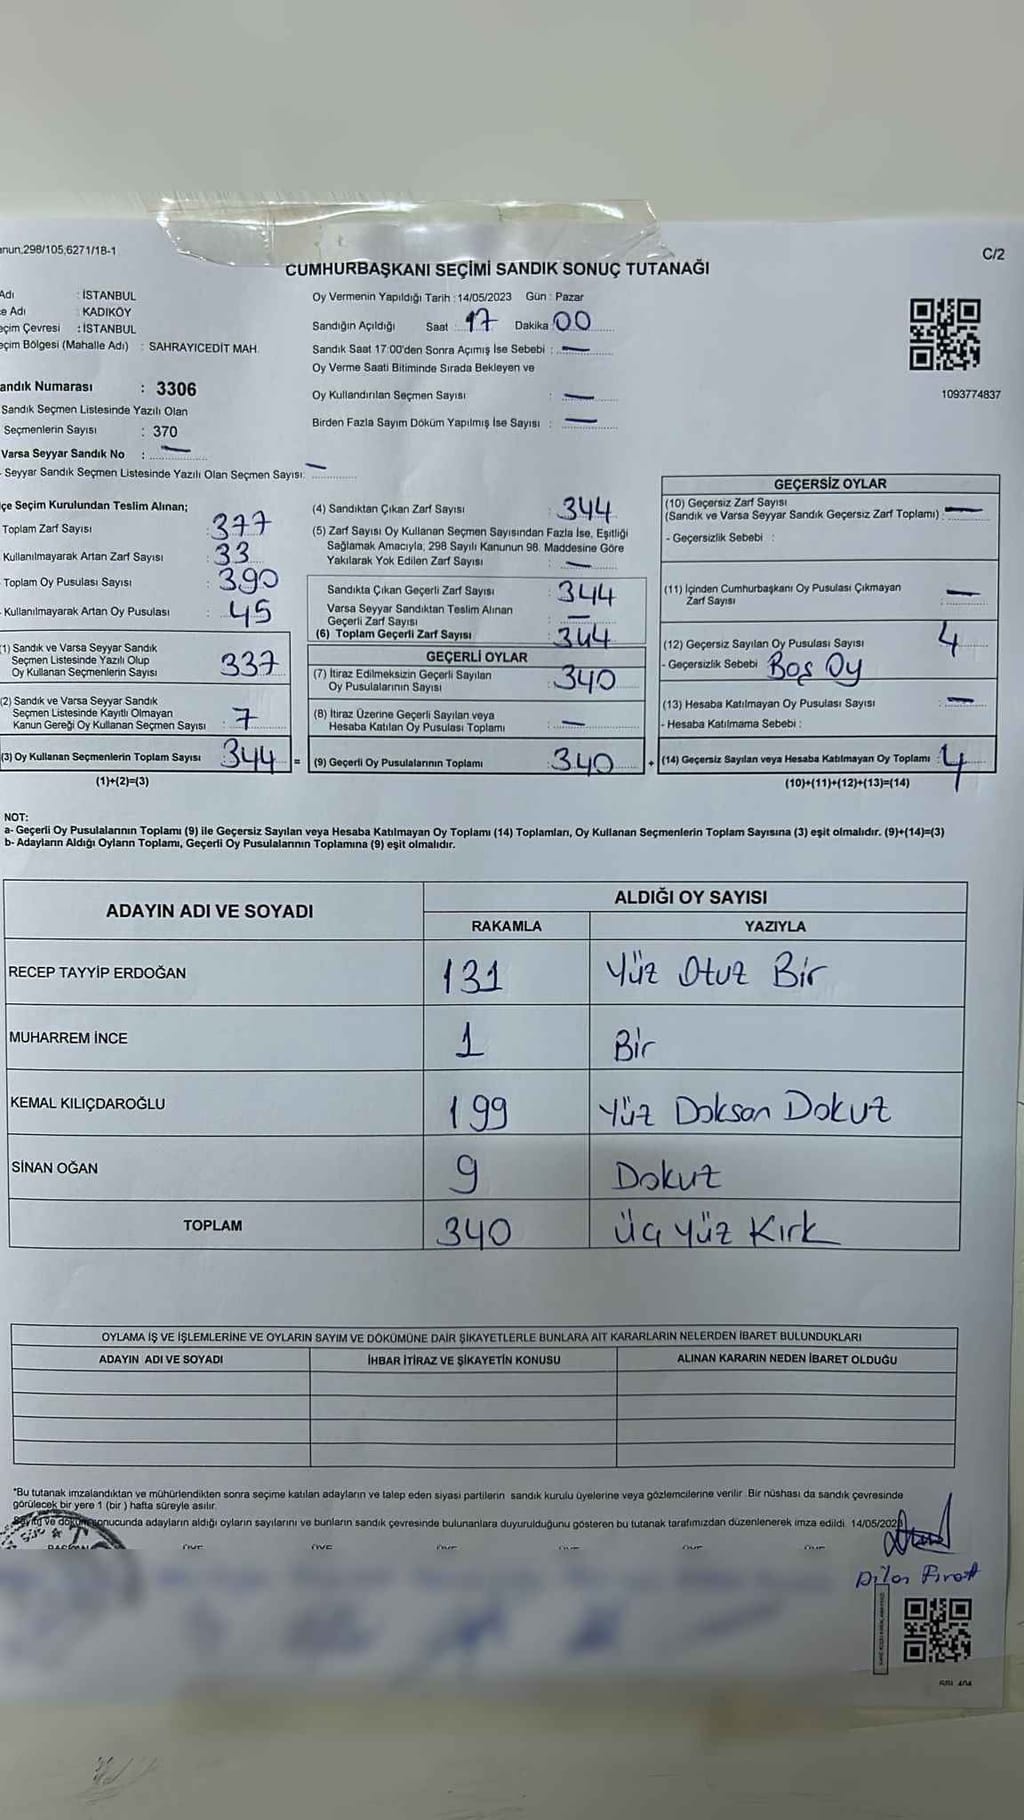 nun,298/105,6271/18-1
C/2
CUMHURBAŞKANI SEÇİMİ SANDIK SONUÇ TUTANAĞI
Adı : İSTANBUL
e Adı : KADIKÖY
eçim Çevresi : İSTANBUL
eçim Bölgesi (Mahalle Adı) : SAHRAYICEDİT MAH.
andık Numarası : 3306
Sandık Seçmen Listesinde Yazılı Olan
Seçmenlerin Sayısı : 370
Varsa Seyyar Sandık No : —
- Seyyar Sandık Seçmen Listesinde Yazılı Olan Seçmen Sayısı: —
Oy Vermenin Yapıldığı Tarih : 14/05/2023 Gün : Pazar
Sandığın Açıldığı Saat : 17 Dakika : 00
Sandık Saat 17:00'den Sonra Açımış İse Sebebi : —
Oy Verme Saati Bitiminde Sırada Bekleyen ve
Oy Kullandırılan Seçmen Sayısı : —
Birden Fazla Sayım Döküm Yapılmış İse Sayısı : —
1093774837
çe Seçim Kurulundan Teslim Alınan;
Toplam Zarf Sayısı : 377
Kullanılmayarak Artan Zarf Sayısı : 33
Toplam Oy Pusulası Sayısı : 390
Kullanılmayarak Artan Oy Pusulası : 45
(1) Sandık ve Varsa Seyyar Sandık
Seçmen Listesinde Yazılı Olup
Oy Kullanan Seçmenlerin Sayısı 337
(2) Sandık ve Varsa Seyyar Sandık
Seçmen Listesinde Kayıtlı Olmayan
Kanun Gereği Oy Kullanan Seçmen Sayısı 7
(3) Oy Kullanan Seçmenlerin Toplam Sayısı 344 =
(1)+(2)=(3)
(4) Sandıktan Çıkan Zarf Sayısı 344
(5) Zarf Sayısı Oy Kullanan Seçmen Sayısından Fazla İse, Eşitliği
Sağlamak Amacıyla, 298 Sayılı Kanunun 98. Maddesine Göre
Yakılarak Yok Edilen Zarf Sayısı : —
Sandıkta Çıkan Geçerli Zarf Sayısı : 344
Varsa Seyyar Sandıktan Teslim Alınan
Geçerli Zarf Sayısı : —
(6) Toplam Geçerli Zarf Sayısı : 344
GEÇERLİ OYLAR
(7) İtiraz Edilmeksizin Geçerli Sayılan
Oy Pusulalarının Sayısı : 340
(8) İtiraz Üzerine Geçerli Sayılan veya
Hesaba Katılan Oy Pusulası Toplamı : —
(9) Geçerli Oy Pusulalarının Toplamı : 340 +
GEÇERSİZ OYLAR
(10) Geçersiz Zarf Sayısı
(Sandık ve Varsa Seyyar Sandık Geçersiz Zarf Toplamı) : —
- Geçersizlik Sebebi :
(11) İçinden Cumhurbaşkanı Oy Pusulası Çıkmayan
Zarf Sayısı : —
(12) Geçersiz Sayılan Oy Pusulası Sayısı 4
- Geçersizlik Sebebi Boş Oy
(13) Hesaba Katılmayan Oy Pusulası Sayısı : —
- Hesaba Katılmama Sebebi :
(14) Geçersiz Sayılan veya Hesaba Katılmayan Oy Toplamı : 4
(10)+(11)+(12)+(13)=(14)
NOT:
a- Geçerli Oy Pusulalarının Toplamı (9) ile Geçersiz Sayılan veya Hesaba Katılmayan Oy Toplamı (14) Toplamları, Oy Kullanan Seçmenlerin Toplam Sayısına (3) eşit olmalıdır. (9)+(14)=(3)
b- Adayların Aldığı Oyların Toplamı, Geçerli Oy Pusulalarının Toplamına (9) eşit olmalıdır.
ADAYIN ADI VE SOYADI ALDIĞI OY SAYISI
RAKAMLA YAZIYLA
RECEP TAYYİP ERDOĞAN 131 Yüz Otuz Bir
MUHARREM İNCE 1 Bir
KEMAL KILIÇDAROĞLU 199 Yüz Doksan Dokuz
SİNAN OĞAN 9 Dokuz
TOPLAM 340 Üç Yüz Kırk
OYLAMA İŞ VE İŞLEMLERİNE VE OYLARIN SAYIM VE DÖKÜMÜNE DAİR ŞİKAYETLERLE BUNLARA AİT KARARLARIN NELERDEN İBARET BULUNDUKLARI
ADAYIN ADI VE SOYADI İHBAR İTİRAZ VE ŞİKAYETİN KONUSU ALINAN KARARIN NEDEN İBARET OLDUĞU
*Bu tutanak imzalandıktan ve mühürlendikten sonra seçime katılan adayların ve talep eden siyasi partilerin sandık kurulu üyelerine veya gözlemcilerine verilir. Bir nüshası da sandık çevresinde
görülecek bir yere 1 (bir) hafta süreyle asılır.
Sayım ve döküm sonucunda adayların aldığı oyların sayılarını ve bunların sandık çevresinde bulunanlara duyurulduğunu gösteren bu tutanak tarafımızdan düzenlenerek imza edildi. 14/05/2023